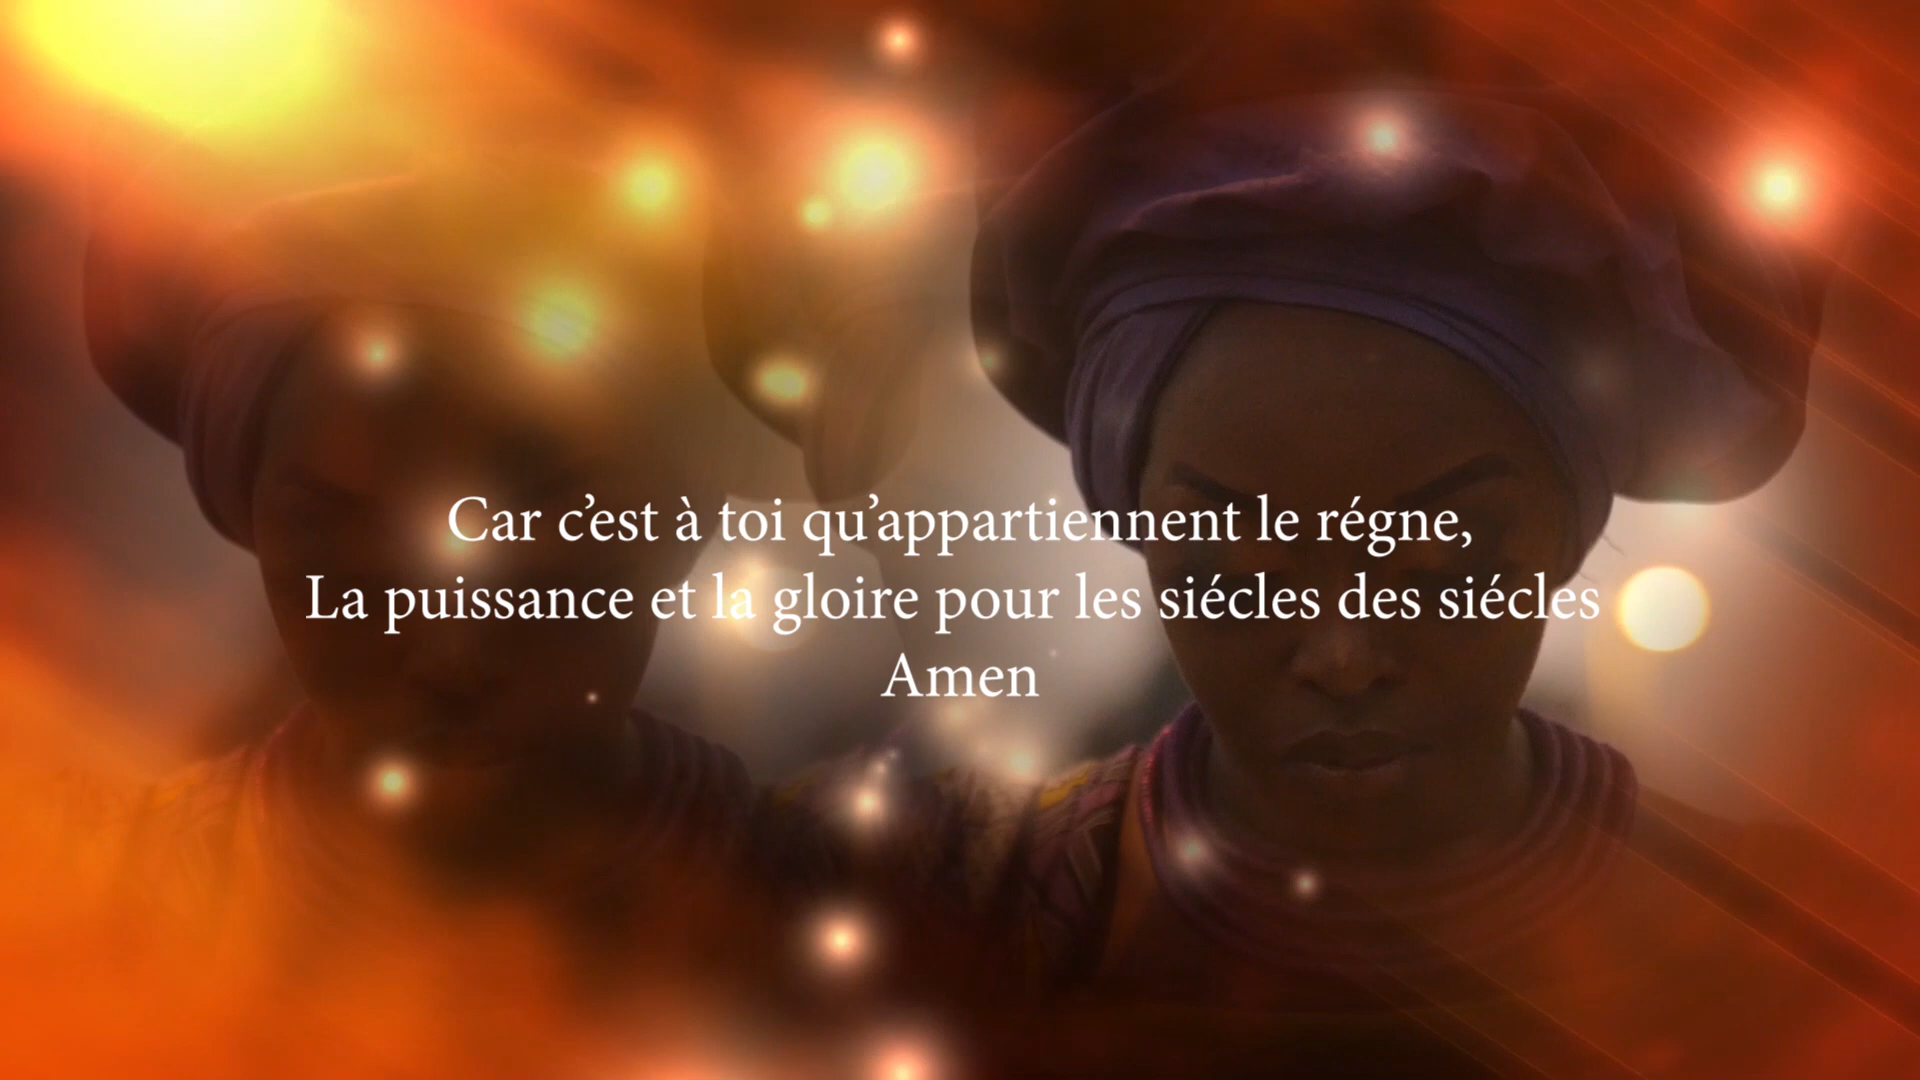 Car c’est à toi qu’appartiennent le régne,
La puissance et la gloire pour les siécles des siécles
Amen